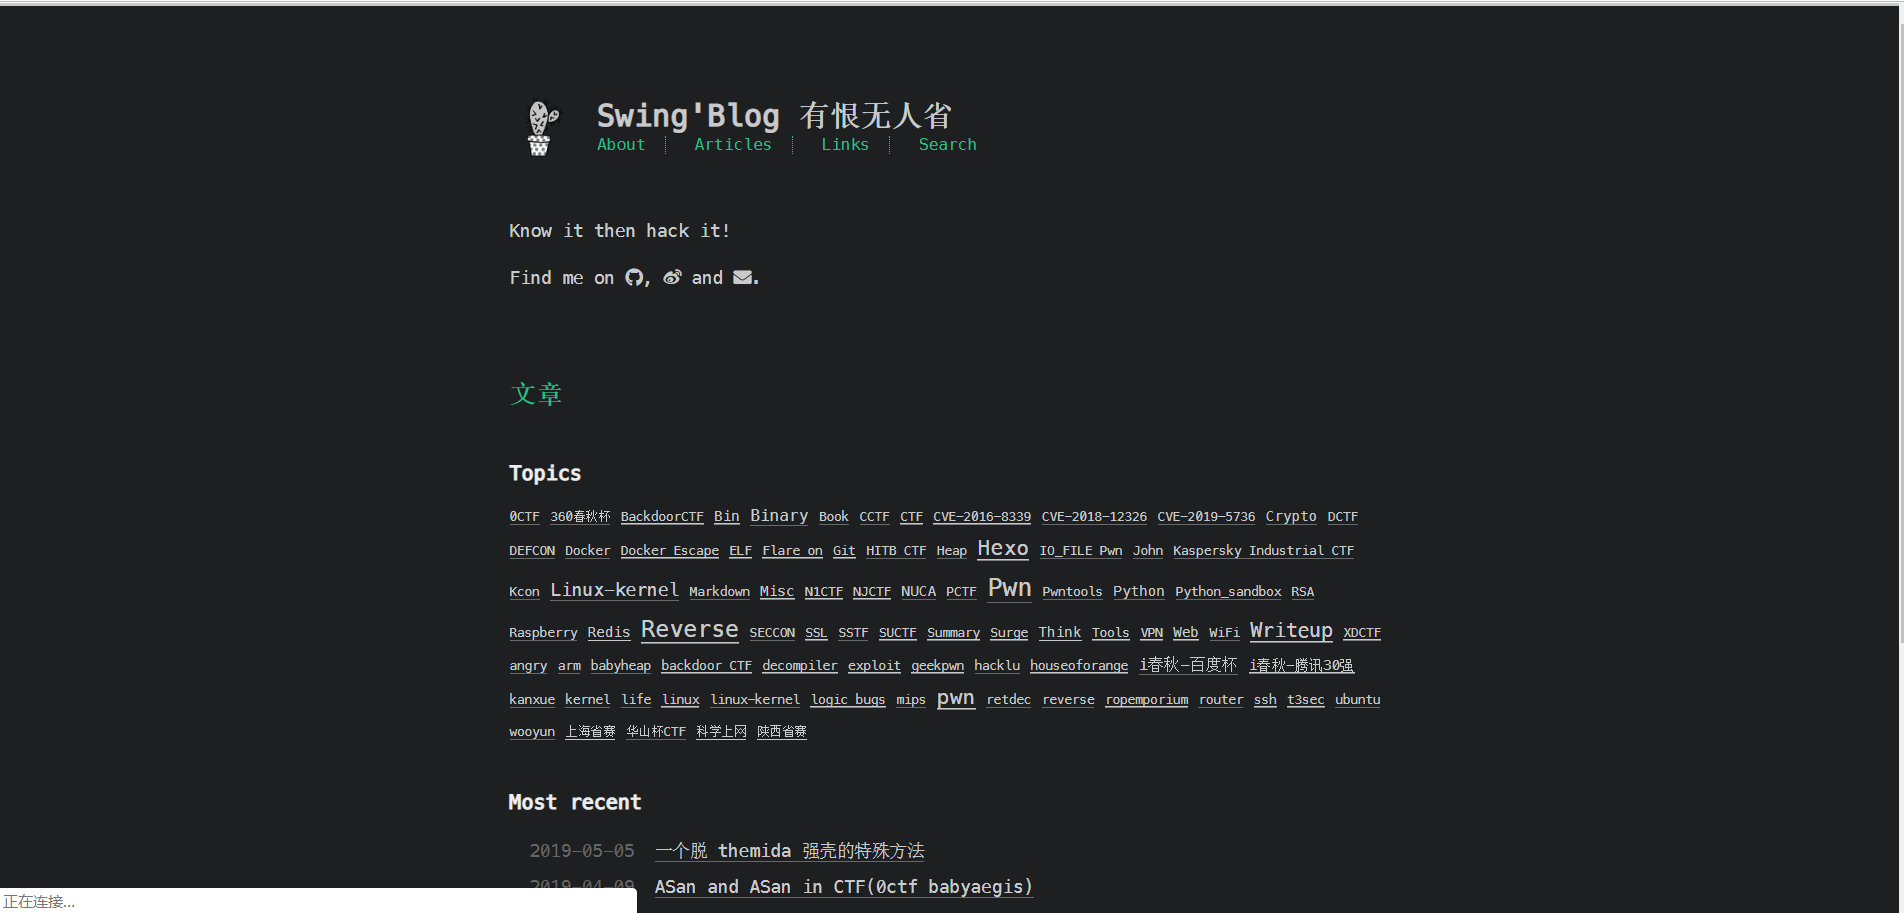 Swing'Blog 有恨无人省
About Articles Links Search
Know it then hack it!
Find me on , and .
文章
Topics
0CTF 360春秋杯 BackdoorCTF Bin Binary Book CCTF CTF CVE-2016-8339 CVE-2018-12326 CVE-2019-5736 Crypto DCTF
DEFCON Docker Docker Escape ELF Flare on Git HITB CTF Heap Hexo IO_FILE Pwn John Kaspersky Industrial CTF
Kcon Linux-kernel Markdown Misc N1CTF NJCTF NUCA PCTF Pwn Pwntools Python Python_sandbox RSA
Raspberry Redis Reverse SECCON SSL SSTF SUCTF Summary Surge Think Tools VPN Web WiFi Writeup XDCTF
angry arm babyheap backdoor CTF decompiler exploit geekpwn hacklu houseoforange i春秋-百度杯 i春秋-腾讯30强
kanxue kernel life linux linux-kernel logic bugs mips pwn retdec reverse ropemporium router ssh t3sec ubuntu
wooyun 上海省赛 华山杯CTF 科学上网 陕西省赛
Most recent
2019-05-05 一个脱 themida 强壳的特殊方法
2019-04-09 ASan and ASan in CTF(0ctf babyaegis)
正在连接...